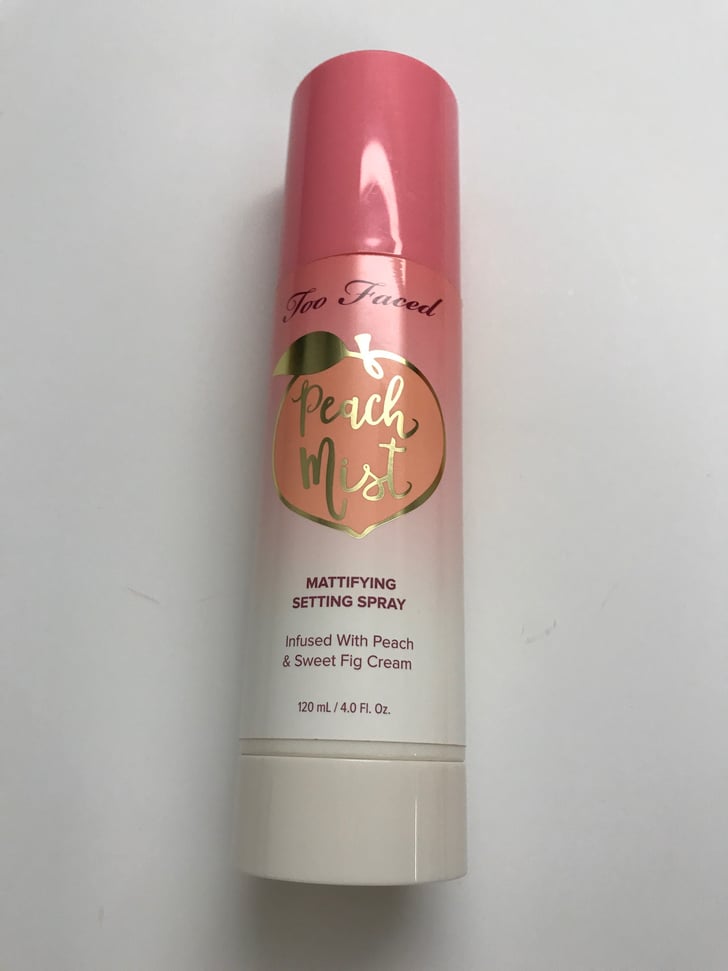 Too Faced
Peach
Mist
MATTIFYING
SETTING SPRAY
Infused With Peach
& Sweet Fig Cream
120 mL / 4.0 Fl. Oz.